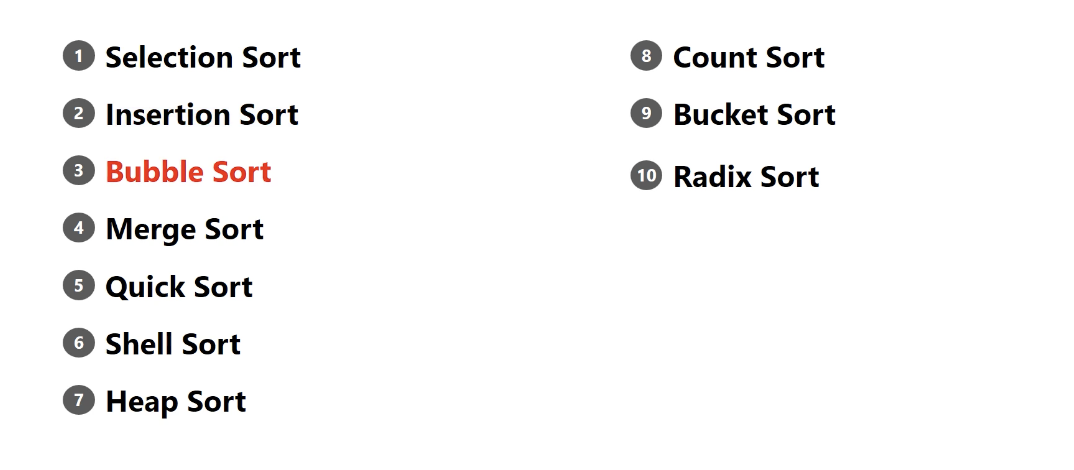 1 Selection Sort
2 Insertion Sort
3 Bubble Sort
4 Merge Sort
5 Quick Sort
6 Shell Sort
7 Heap Sort
8 Count Sort
9 Bucket Sort
10 Radix Sort